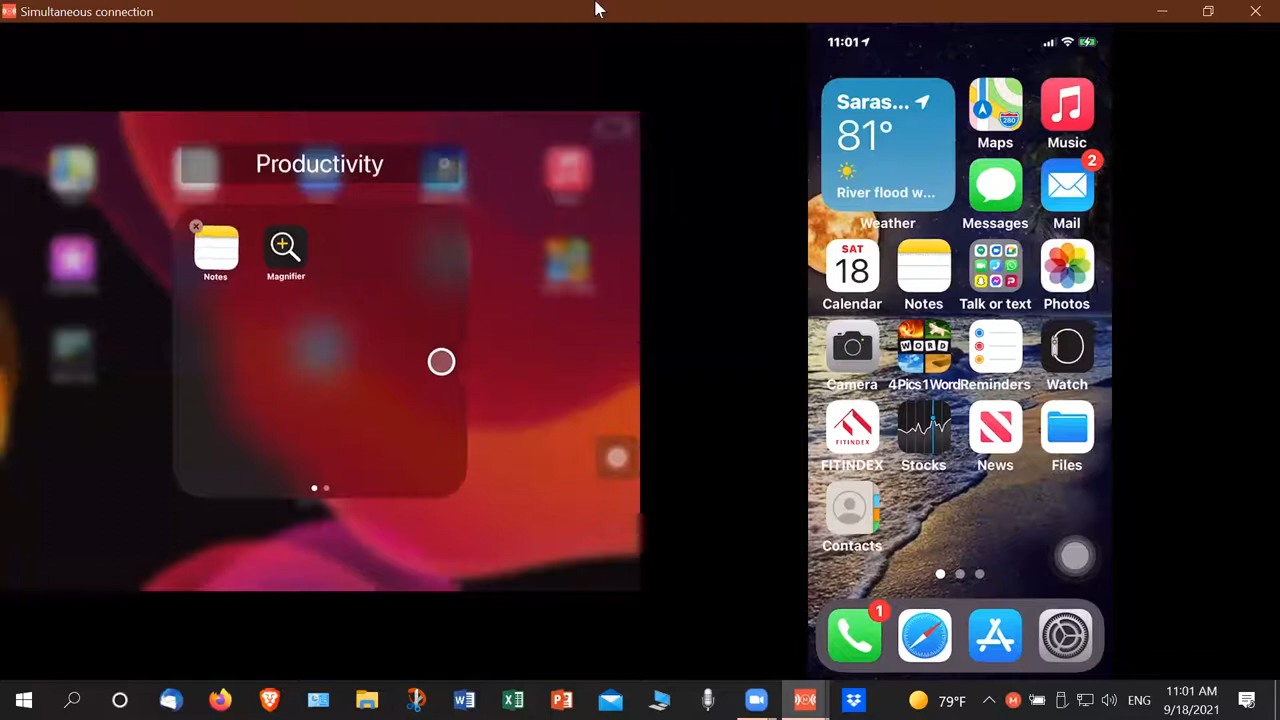 Simultaneous connection
Productivity
Notes
Magnifier
11:01
Saras...
81°
River flood w...
Weather
280
Maps
Music
Messages
2
Mail
SAT
18
Calendar
Notes
Talk or text
Photos
Camera
WORD
4Pics1Word
Reminders
Watch
FITINDEX
FITINDEX
Stocks
News
Files
Contacts
1
79°F
ENG
11:01 AM
9/18/2021